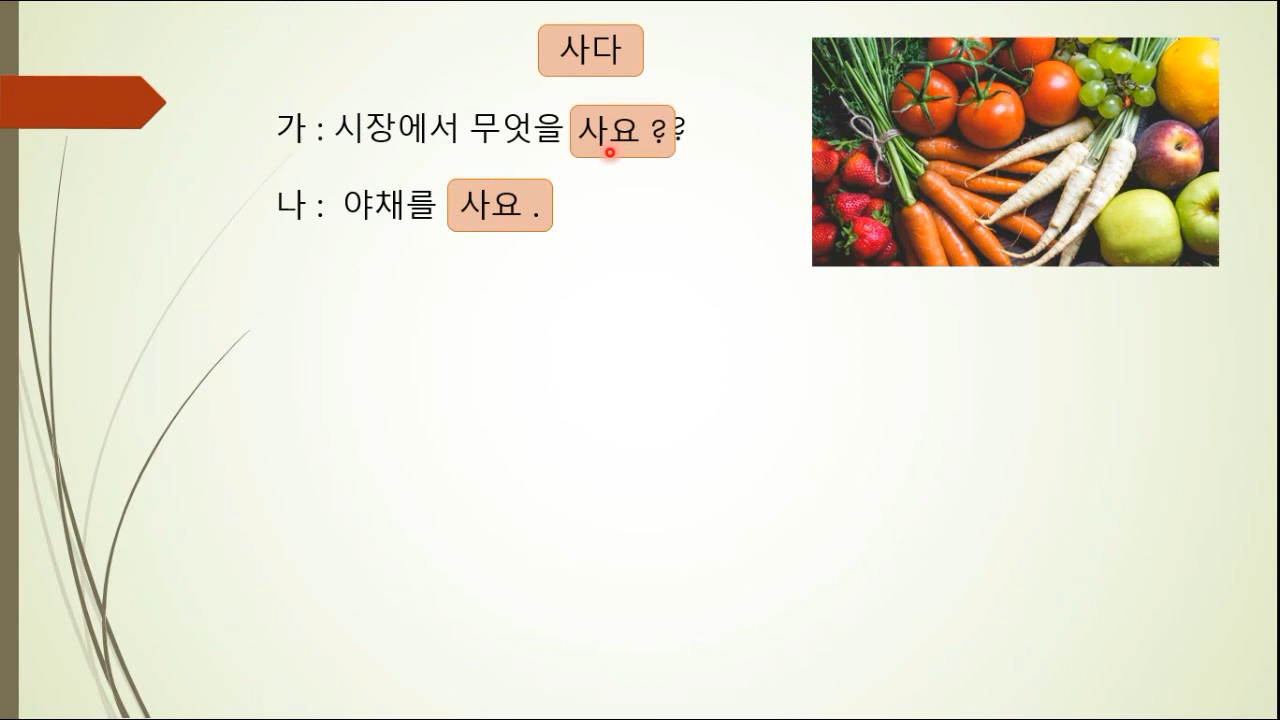 사다
가 : 시장에서 무엇을 사요 ? ?
나 : 야채를 사요 .